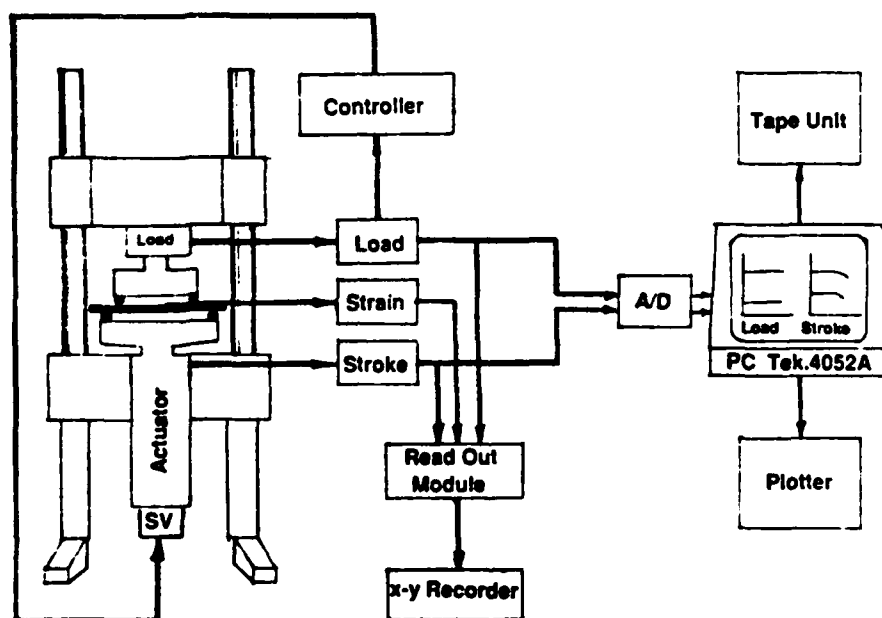 Controller
Tape Unit
Load
Load
Strain
A/D
Load Stroke
Stroke
PC Tek.4052A
Actuator
Read Out
Module
Plotter
SV
x-y Recorder